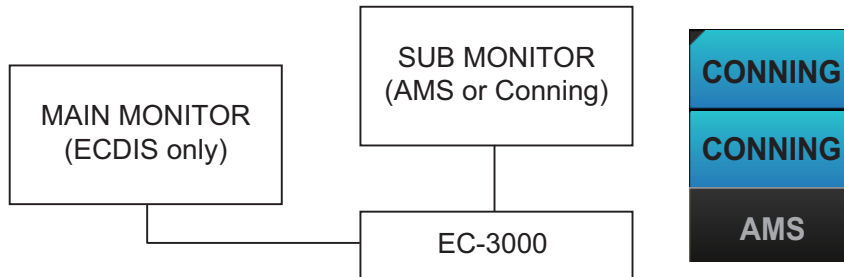 MAIN MONITOR
(ECDIS only)
SUB MONITOR
(AMS or Conning)
EC-3000
CONNING
CONNING
AMS